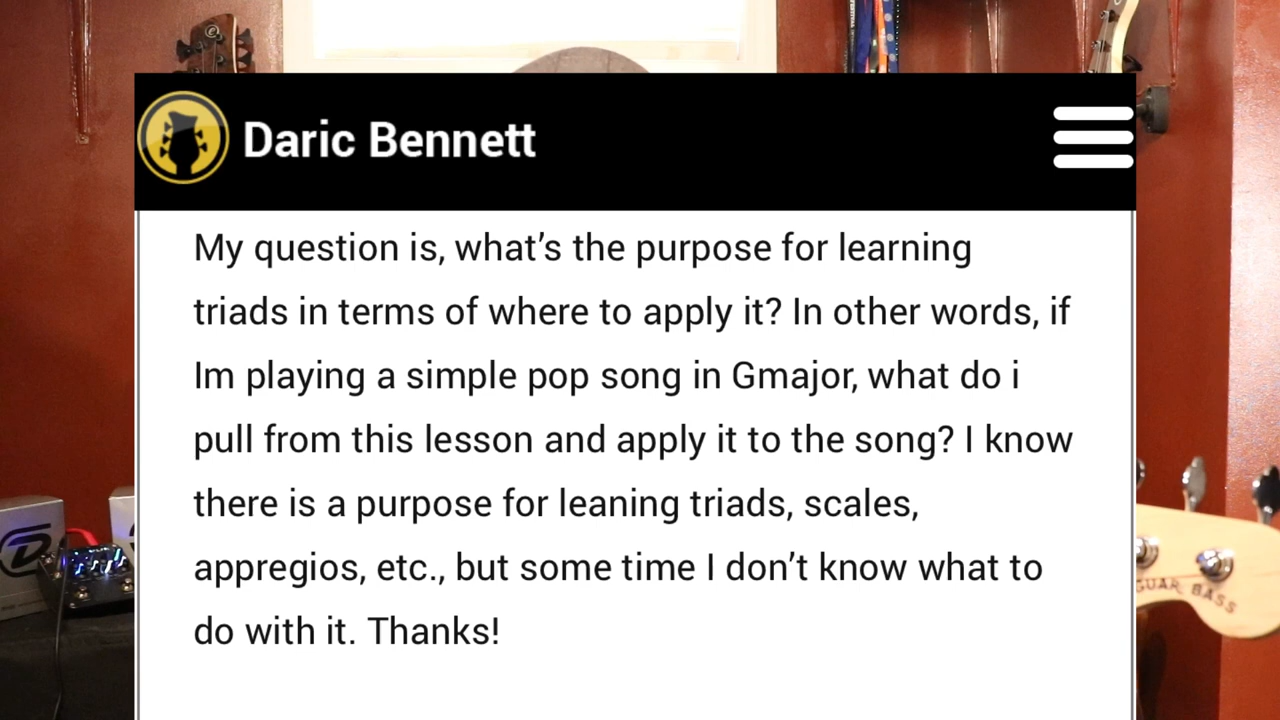 Daric Bennett
My question is, what's the purpose for learning
triads in terms of where to apply it? In other words, if
Im playing a simple pop song in Gmajor, what do i
pull from this lesson and apply it to the song? I know
there is a purpose for leaning triads, scales,
appregios, etc., but some time I don't know what to
do with it. Thanks!
GUAR BASS